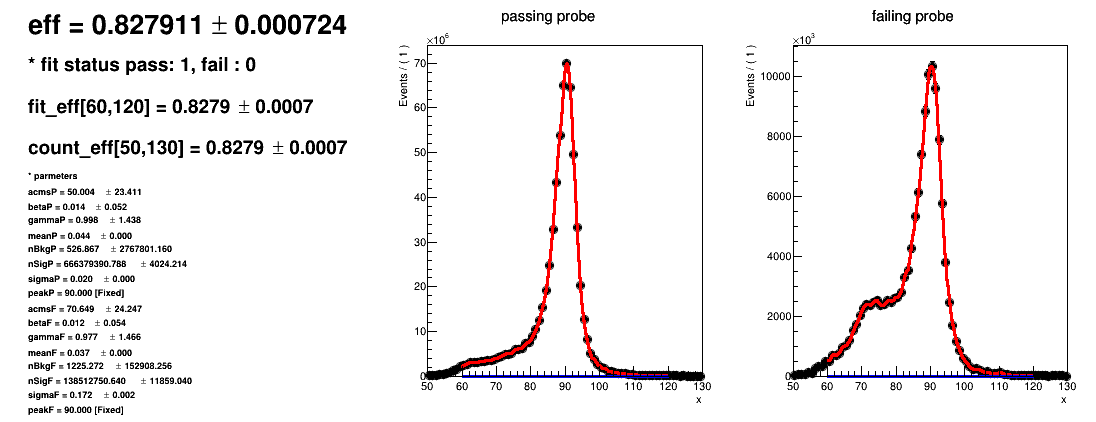 eff = 0.827911 ± 0.000724
* fit status pass: 1, fail : 0
fit_eff[60,120] = 0.8279 ± 0.0007
count_eff[50,130] = 0.8279 ± 0.0007
* parmeters
acmsP = 50.004 ± 23.411
betaP = 0.014 ± 0.052
gammaP = 0.998 ± 1.438
meanP = 0.044 ± 0.000
nBkgP = 526.867 ± 2767801.160
nSigP = 666379390.788 ± 4024.214
sigmaP = 0.020 ± 0.000
peakP = 90.000 [Fixed]
acmsF = 70.649 ± 24.247
betaF = 0.012 ± 0.054
gammaF = 0.977 ± 1.466
meanF = 0.037 ± 0.000
nBkgF = 1225.272 ± 152908.256
nSigF = 138512750.640 ± 11859.040
sigmaF = 0.172 ± 0.002
peakF = 90.000 [Fixed]
passing probe
×10⁶
Events / ( 1 )
70
60
50
40
30
20
10
0
50 60 70 80 90 100 110 120 130
x
failing probe
×10³
Events / ( 1 )
10000
8000
6000
4000
2000
0
50 60 70 80 90 100 110 120 130
x